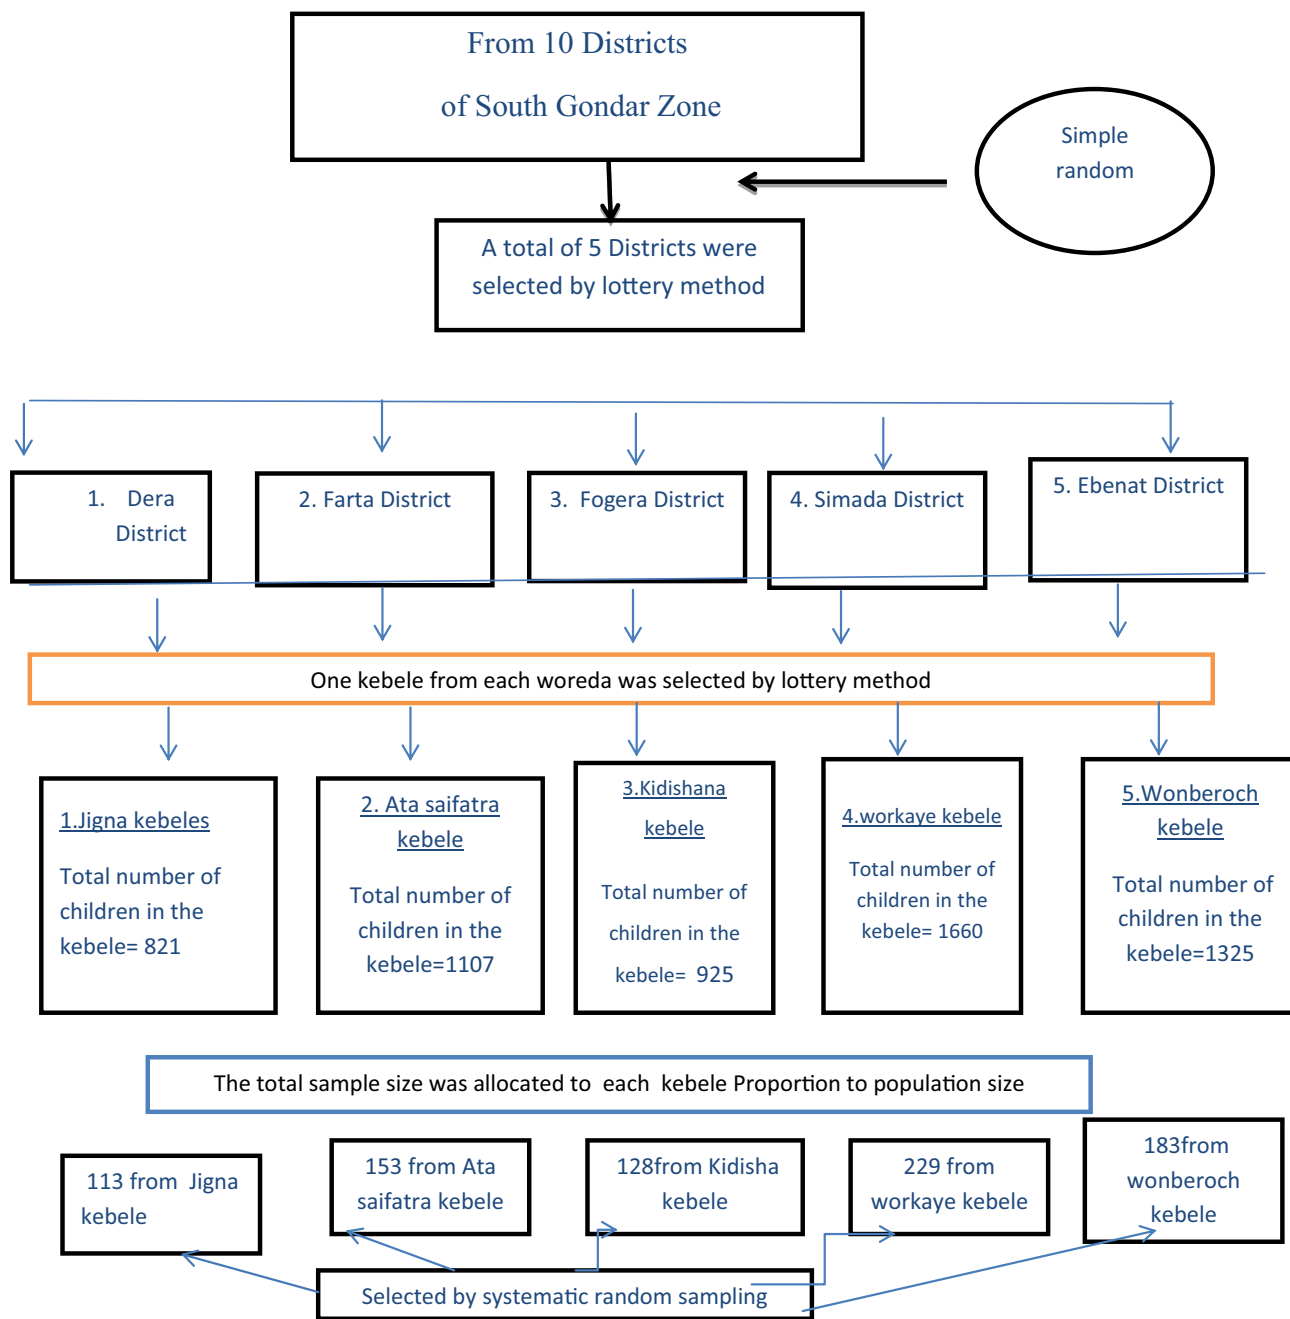 From 10 Districts
of South Gondar Zone
Simple
random
A total of 5 Districts were
selected by lottery method
1. Dera
District
2. Farta District
3. Fogera District
4. Simada District
5. Ebenat District
One kebele from each woreda was selected by lottery method
1.Jigna kebeles
Total number of
children in the
kebele= 821
2. Ata saifatra
kebele
Total number of
children in the
kebele=1107
3.Kidishana
kebele
Total number of
children in the
kebele= 925
4.workaye kebele
Total number of
children in the
kebele= 1660
5.Wonberoch
kebele
Total number of
children in the
kebele=1325
The total sample size was allocated to each kebele Proportion to population size
113 from Jigna
kebele
153 from Ata
saifatra kebele
128from Kidisha
kebele
229 from
workaye kebele
183from
wonberoch
kebele
Selected by systematic random sampling